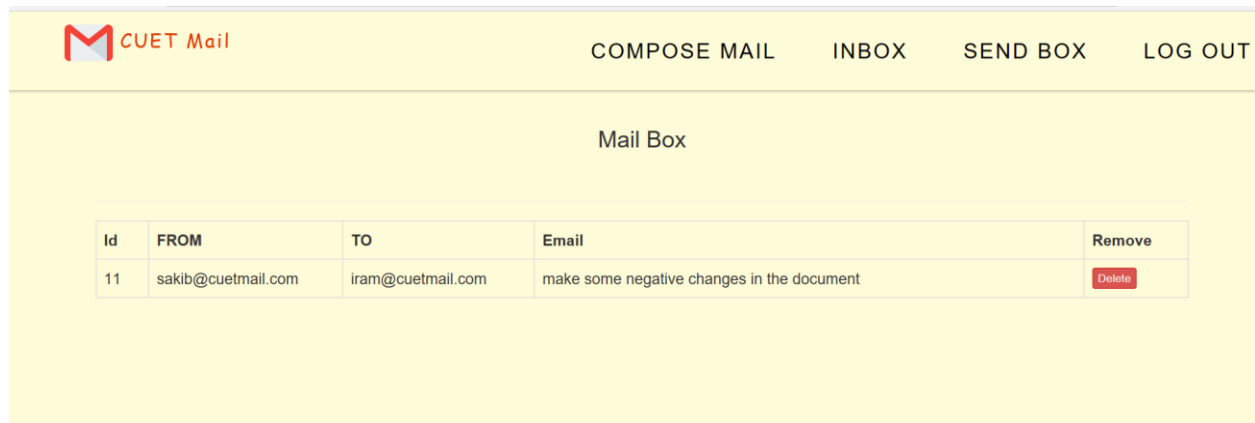 CUET Mail
COMPOSE MAIL INBOX SEND BOX LOG OUT
Mail Box
Id FROM TO Email Remove
11 sakib@cuetmail.com iram@cuetmail.com make some negative changes in the document Delete